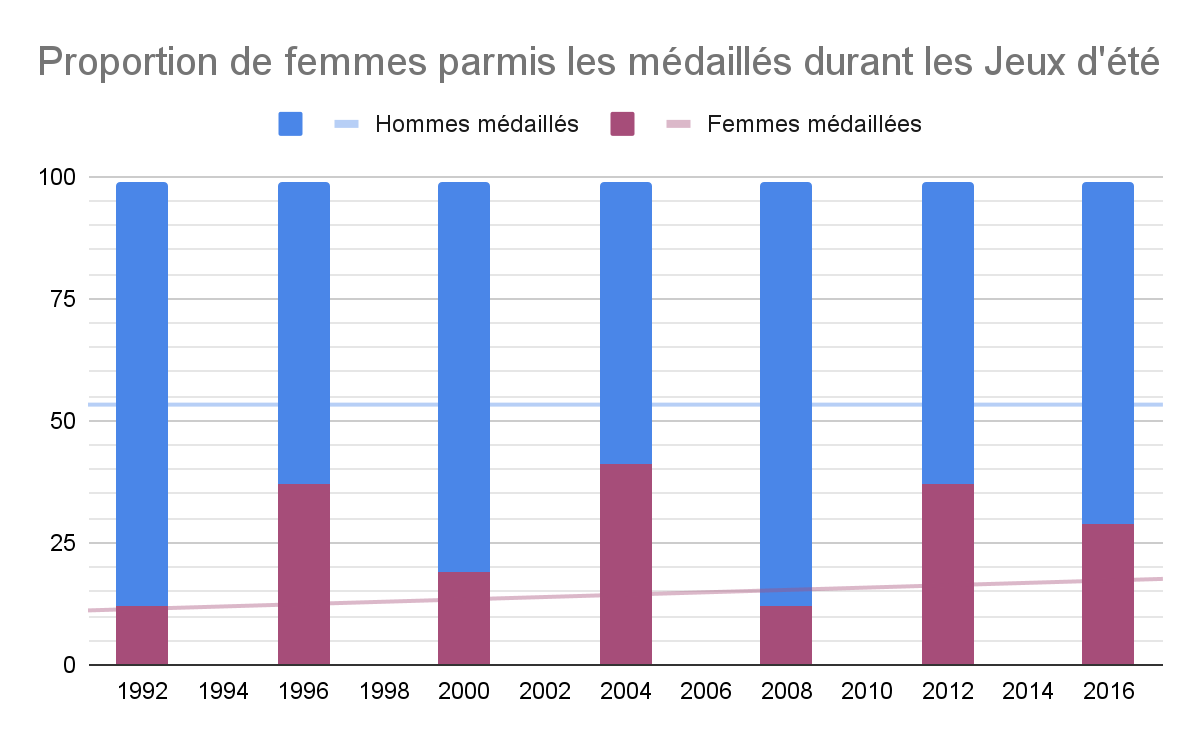 Proportion de femmes parmis les médaillés durant les Jeux d'été
Hommes médaillés Femmes médaillées
100
75
50
25
0
1992 1994 1996 1998 2000 2002 2004 2006 2008 2010 2012 2014 2016